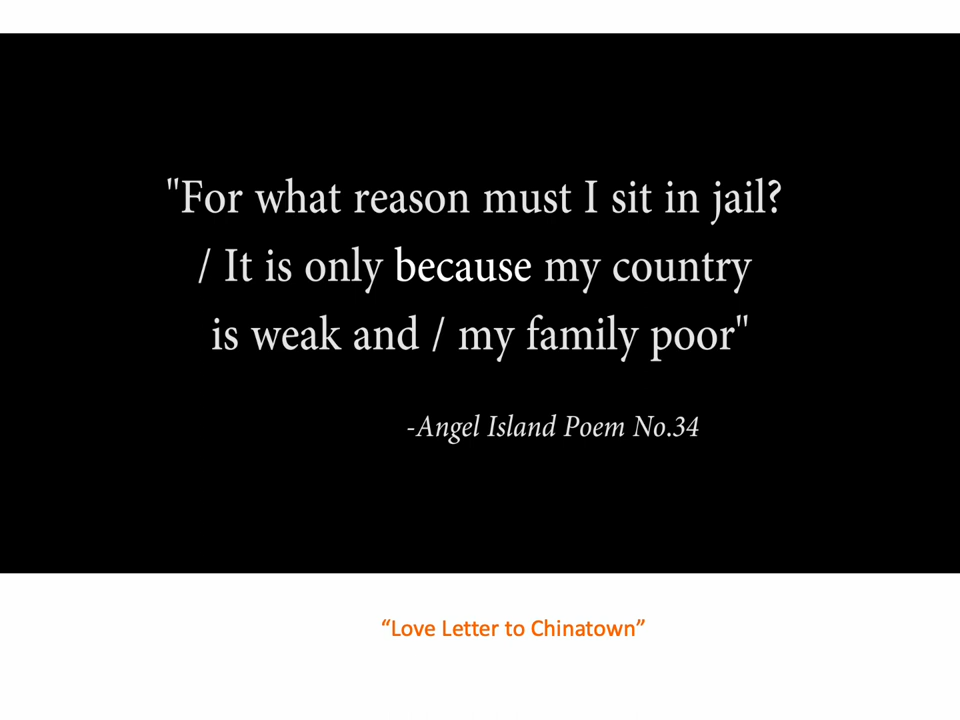 "For what reason must I sit in jail?
/ It is only because my country
is weak and / my family poor"
-Angel Island Poem No.34
“Love Letter to Chinatown”